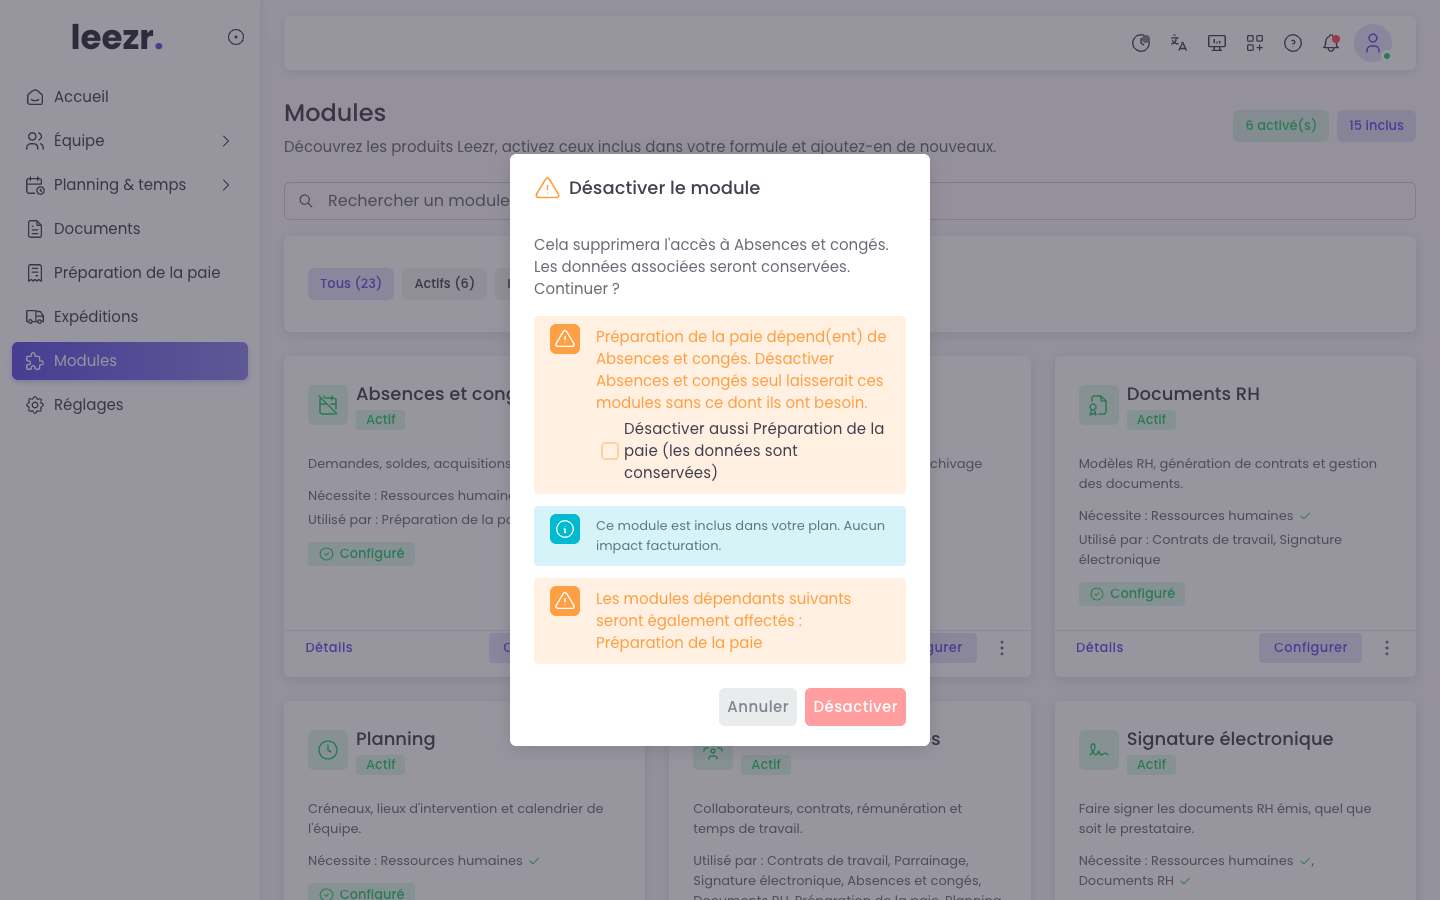 leezr.
Accueil
Équipe
Planning & temps
Documents
Préparation de la paie
Expéditions
Modules
Réglages
Modules
6 activé(s)
15 inclus
Découvrez les produits Leezr, activez ceux inclus dans votre formule et ajoutez-en de nouveaux.
Rechercher un module
Tous (23)
Actifs (6)
Désactiver le module
Cela supprimera l'accès à Absences et congés.
Les données associées seront conservées.
Continuer ?
Préparation de la paie dépend(ent) de
Absences et congés. Désactiver
Absences et congés seul laisserait ces
modules sans ce dont ils ont besoin.
Désactiver aussi Préparation de la
paie (les données sont
conservées)
Ce module est inclus dans votre plan. Aucun
impact facturation.
Les modules dépendants suivants
seront également affectés :
Préparation de la paie
Annuler
Désactiver
Absences et
Actif
Demandes, soldes, acquisitions
Nécessite : Ressources
Utilisé par : Préparation de la
Configuré
Détails
Documents RH
Actif
Modèles RH, génération de contrats et gestion
des documents.
Nécessite : Ressources humaines
Utilisé par : Contrats de travail, Signature
électronique
Configuré
Détails
Configurer
Planning
Actif
Créneaux, lieux d'intervention et calendrier de
l'équipe.
Nécessite : Ressources humaines
Configuré
Actif
Collaborateurs, contrats, rémunération et
temps de travail.
Utilisé par : Contrats de travail, Parrainage,
Signature électronique, Absences et congés,
Documents RH, Préparation de la paie, Planning
Signature électronique
Actif
Faire signer les documents RH émis, quel que
soit le prestataire.
Nécessite : Ressources humaines ,
Documents RH